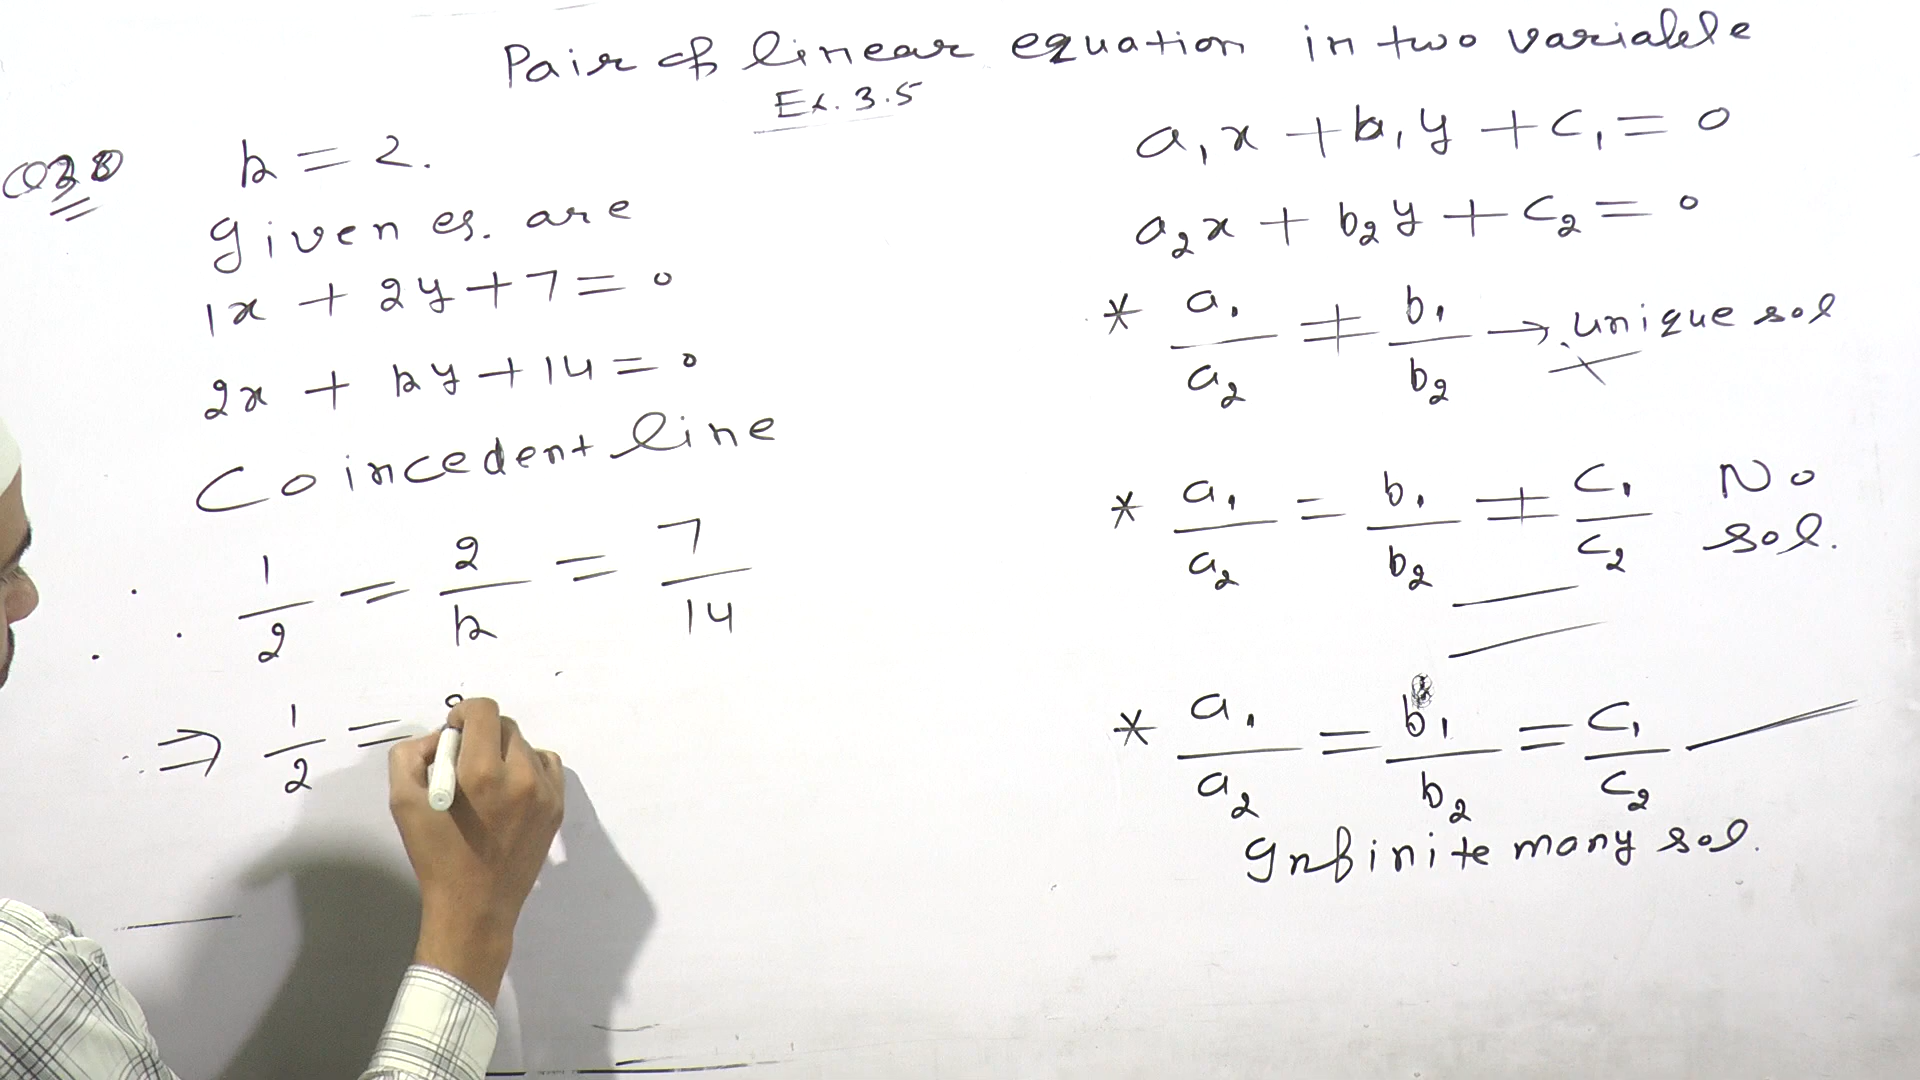 Pair of linear equation in two variable
Ex. 3.5
k = 2.
given eq. are
1x + 2y + 7 = 0
2x + ky + 14 = 0
Coincedent line
∴ 1/2 = 2/k = 7/14
⇒ 1/2 =
a₁x + b₁y + c₁ = 0
a₂x + b₂y + c₂ = 0
* a₁/a₂ ≠ b₁/b₂ → unique sol
* a₁/a₂ = b₁/b₂ ≠ c₁/c₂ No
sol.
* a₁/a₂ = b₁/b₂ = c₁/c₂
Infinite many sol.